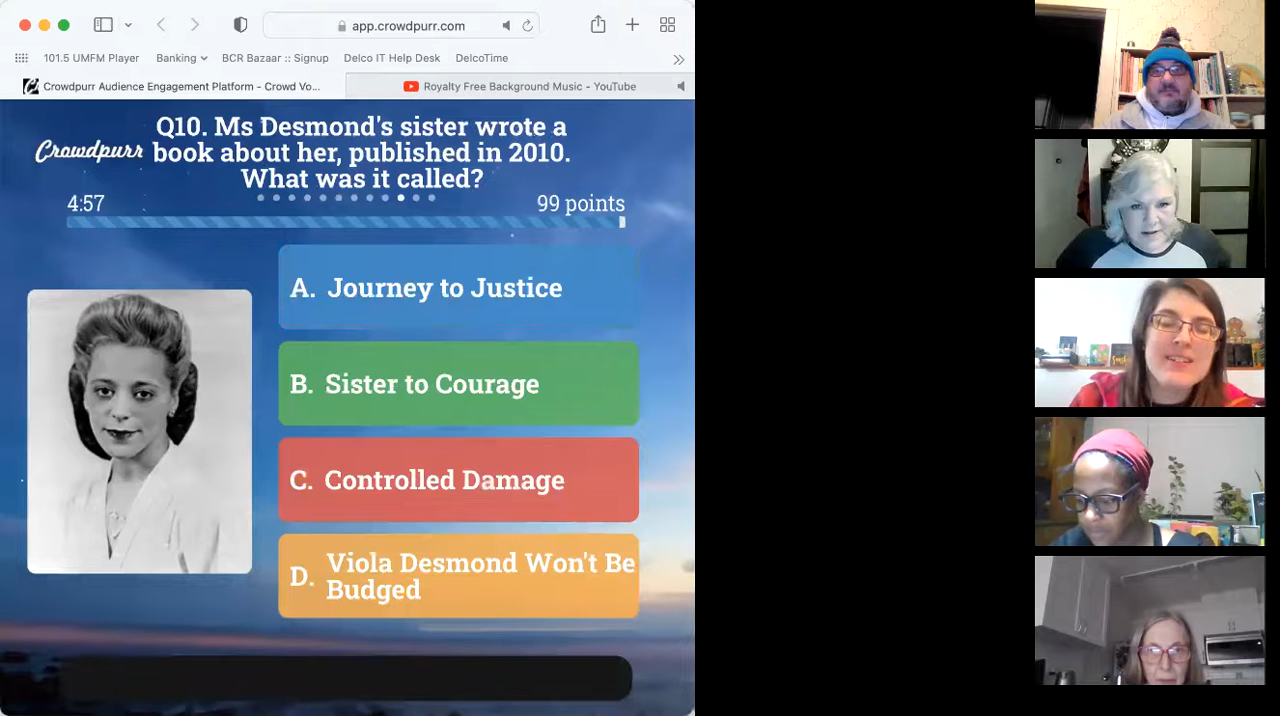 app.crowdpurr.com
101.5 UMFM Player
Banking
BCR Bazaar :: Signup
Delco IT Help Desk
DelcoTime
Crowdpurr Audience Engagement Platform - Crowd Vo...
Royalty Free Background Music - YouTube
Crowdpurr
Q10. Ms Desmond's sister wrote a
book about her, published in 2010.
What was it called?
4:57
99 points
A. Journey to Justice
B. Sister to Courage
C. Controlled Damage
D. Viola Desmond Won't Be
Budged